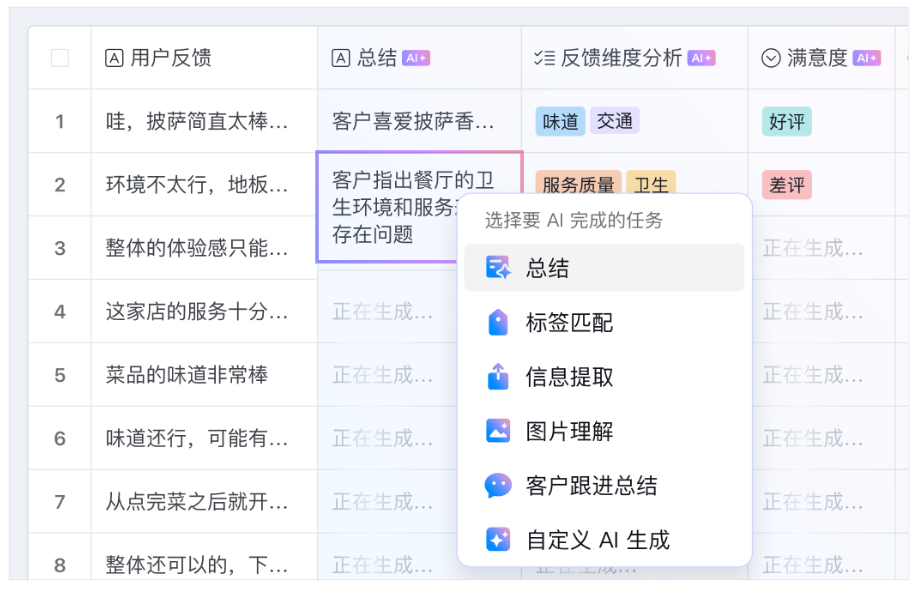 用户反馈 总结 AI+ 反馈维度分析 AI+ 满意度 AI+
1 哇，披萨简直太棒... 客户喜爱披萨香... 味道 交通 好评
2 环境不太行，地板... 客户指出餐厅的卫 服务质量 卫生 差评
生环境和服务
存在问题
选择要 AI 完成的任务
3 整体的体验感只能... 正在生成...
总结
4 这家店的服务十分... 正在生成... 正在生成...
标签匹配
5 菜品的味道非常棒 正在生成... 正在生成...
信息提取
6 味道还行，可能有... 正在生成... 正在生成...
图片理解
7 从点完菜之后就开... 正在生成... 正在生成...
客户跟进总结
8 整体还可以的，下... 正在生成... 正在生成... 正在生成...
自定义 AI 生成